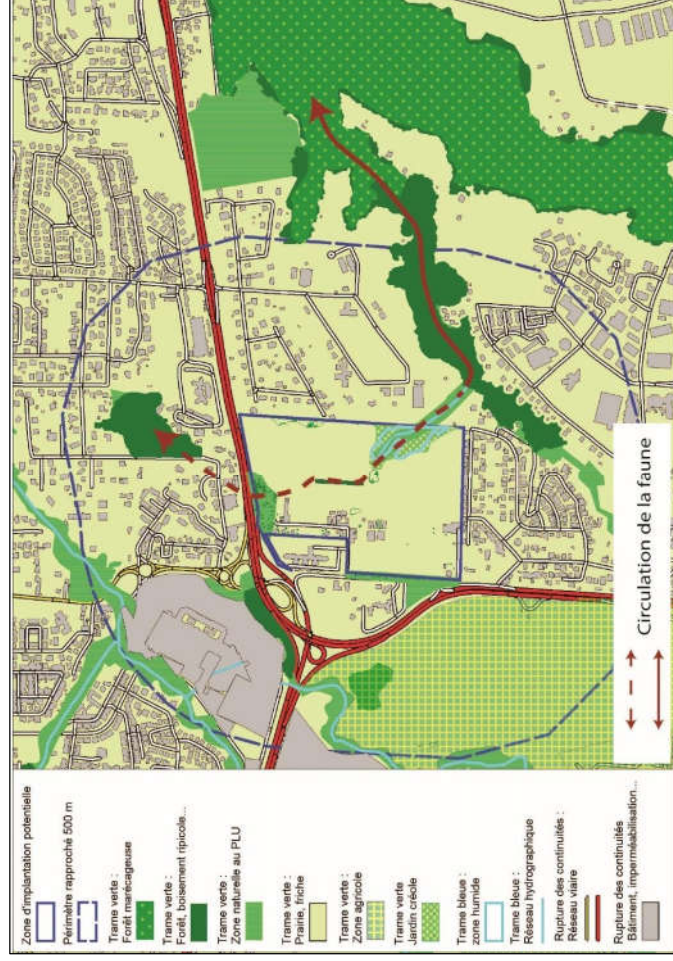 Zone d'implantation potentielle
Périmètre rapproché 500 m
Trame verte :
Forêt marécageuse
Trame verte :
Forêt, boisement ripicole...
Trame verte :
Zone naturelle au PLU
Trame verte :
Prairie, friche
Trame verte :
Zone agricole
Trame verte
Jardin créole
Trame bleue :
zone humide
Trame bleue :
Réseau hydrographique
Rupture des continuités :
Réseau viaire
Rupture des continuités
Bâtiment, imperméabilisation...
Circulation de la faune